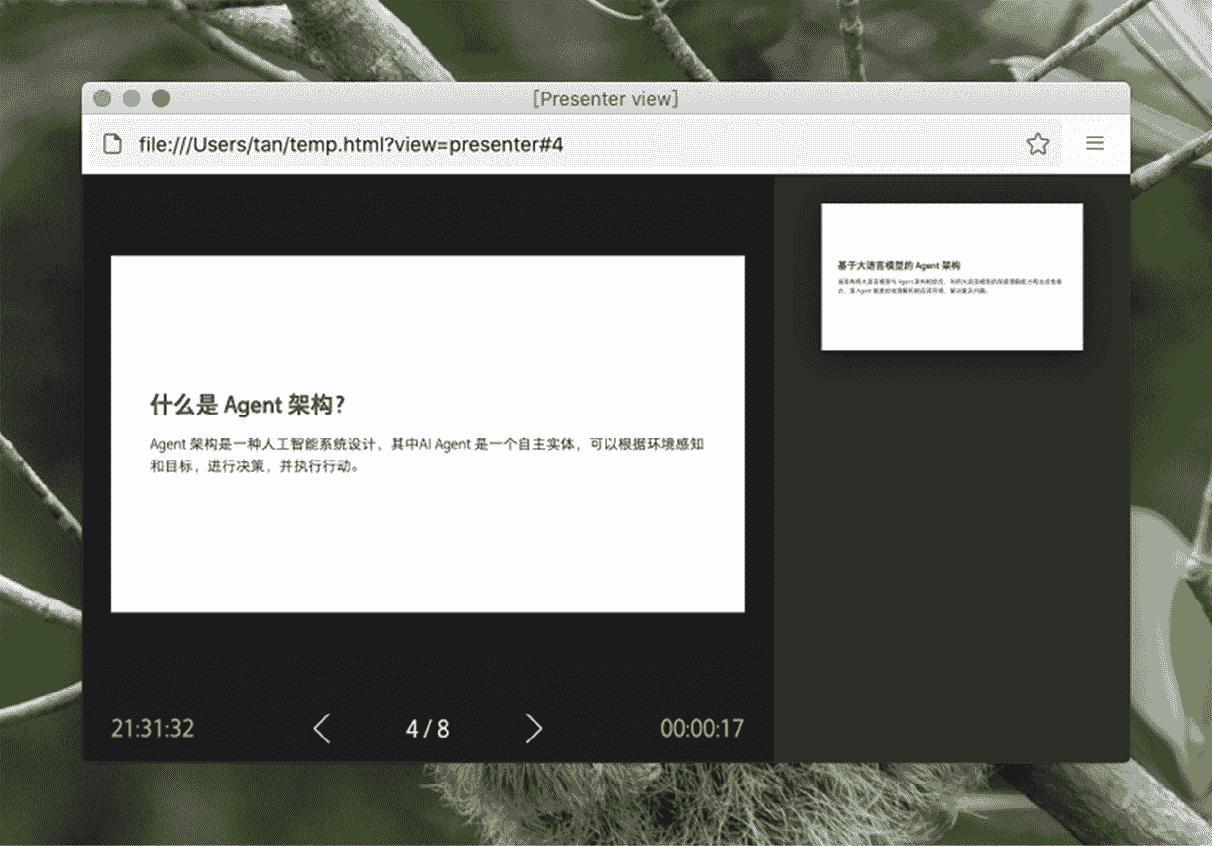 [Presenter view]
file:///Users/tan/temp.html?view=presenter#4
什么是 Agent 架构?
Agent 架构是一种人工智能系统设计，其中AI Agent 是一个自主实体，可以根据环境感知
和目标，进行决策，并执行行动。
21:31:32
4 / 8
00:00:17
基于大语言模型的 Agent 架构